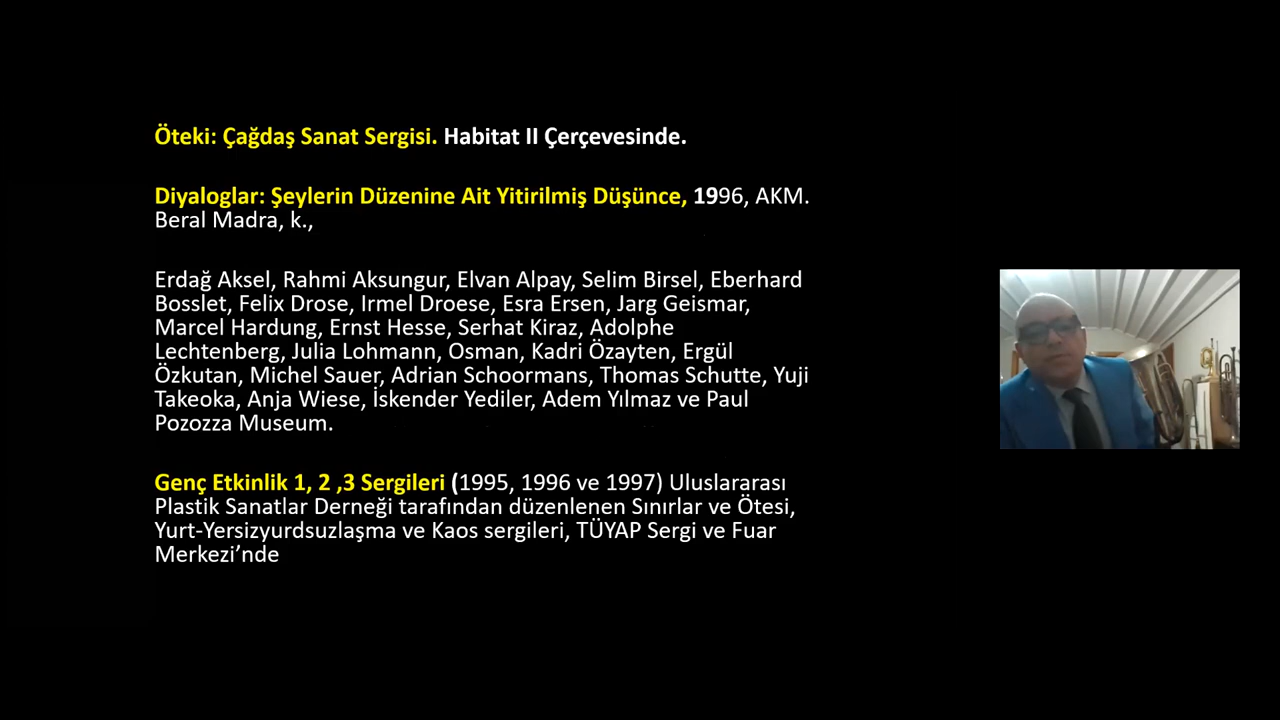 Öteki: Çağdaş Sanat Sergisi. Habitat II Çerçevesinde.
Diyaloglar: Şeylerin Düzenine Ait Yitirilmiş Düşünce, 1996, AKM.
Beral Madra, k.,
Erdağ Aksel, Rahmi Aksungur, Elvan Alpay, Selim Birsel, Eberhard
Bosslet, Felix Drose, Irmel Droese, Esra Ersen, Jarg Geismar,
Marcel Hardung, Ernst Hesse, Serhat Kiraz, Adolphe
Lechtenberg, Julia Lohmann, Osman, Kadri Özayten, Ergül
Özkutan, Michel Sauer, Adrian Schoormans, Thomas Schutte, Yuji
Takeoka, Anja Wiese, İskender Yediler, Adem Yılmaz ve Paul
Pozozza Museum.
Genç Etkinlik 1, 2 ,3 Sergileri (1995, 1996 ve 1997) Uluslararası
Plastik Sanatlar Derneği tarafından düzenlenen Sınırlar ve Ötesi,
Yurt-Yersizyurdsuzlaşma ve Kaos sergileri, TÜYAP Sergi ve Fuar
Merkezi’nde